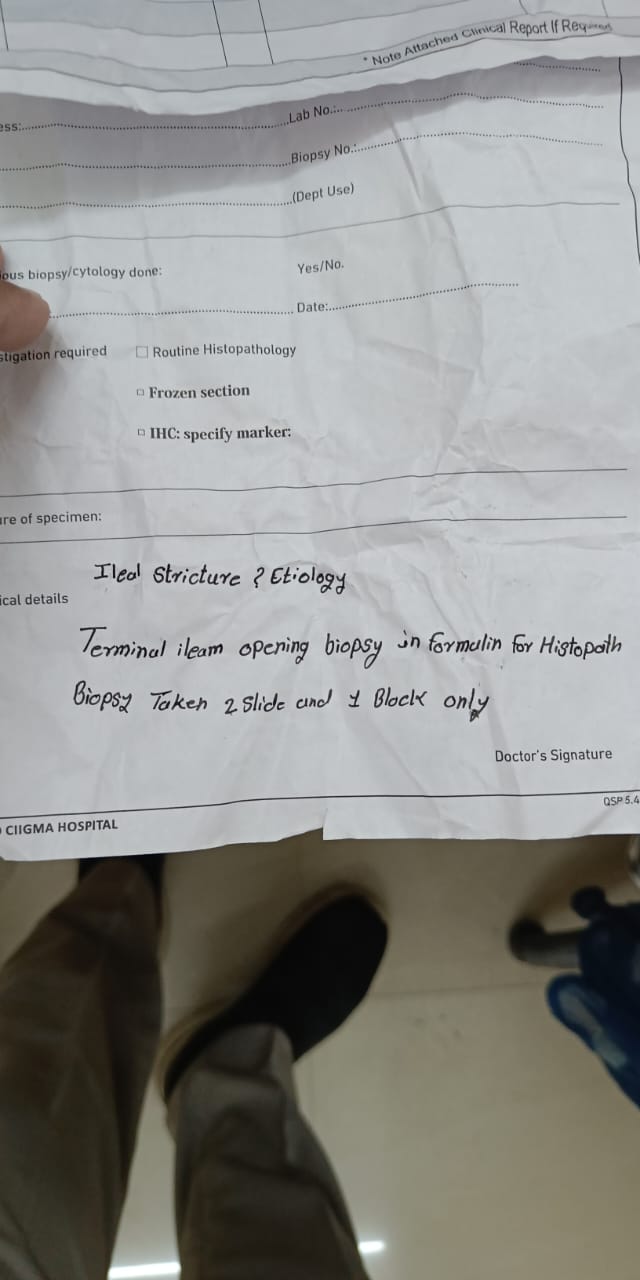 * Note Attached Clinical Report If Required
ess:
Lab No.:
Biopsy No.:
(Dept Use)
ous biopsy/cytology done:
Yes/No.
Date:
stigation required
Routine Histopathology
Frozen section
IHC: specify marker:
ure of specimen:
Ileal Stricture ? Etiology
ical details
Terminal ileam opening biopsy in formalin for Histopath
Biopsy Taken 2 Slide and 1 Block only
Doctor's Signature
QSP 5.4
CIIGMA HOSPITAL